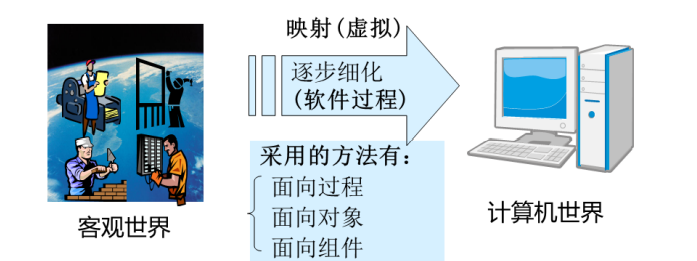 映射(虚拟)
逐步细化
(软件过程)
采用的方法有：
面向过程
面向对象
面向组件
客观世界
计算机世界